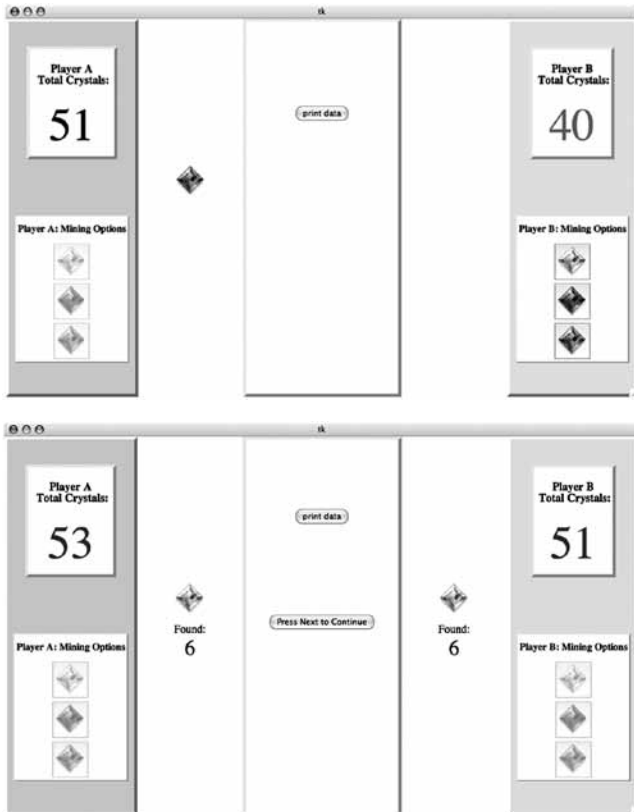 tk
Player A
Total Crystals:
51
print data
Player B
Total Crystals:
40
Player A: Mining Options
Player B: Mining Options
tk
Player A
Total Crystals:
53
print data
Player B
Total Crystals:
51
Found:
6
Press Next to Continue
Found:
6
Player A: Mining Options
Player B: Mining Options